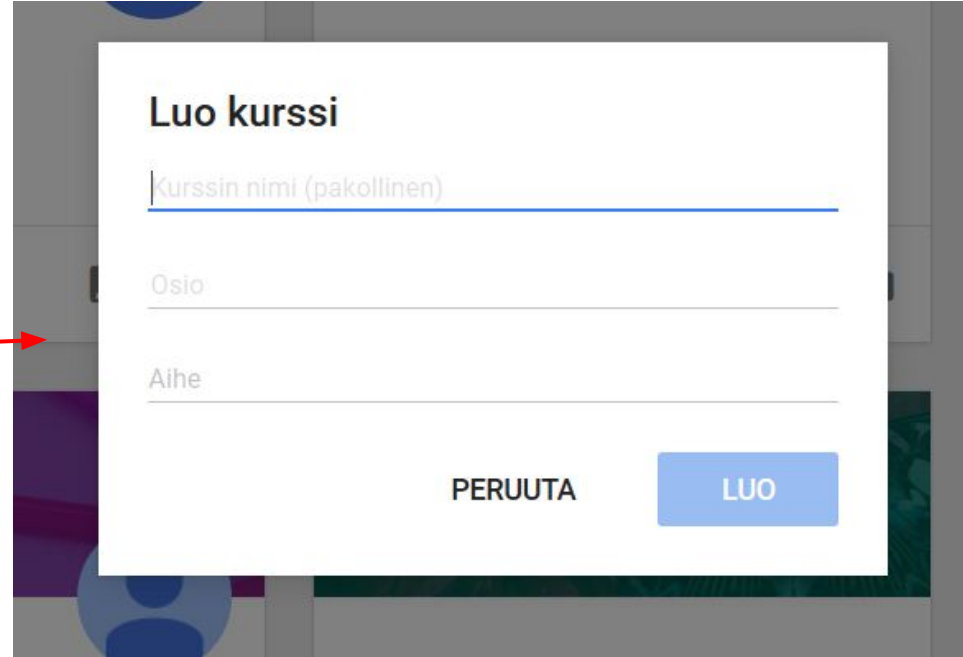 Luo kurssi
Kurssin nimi (pakollinen)
Osio
Aihe
PERUUTA LUO